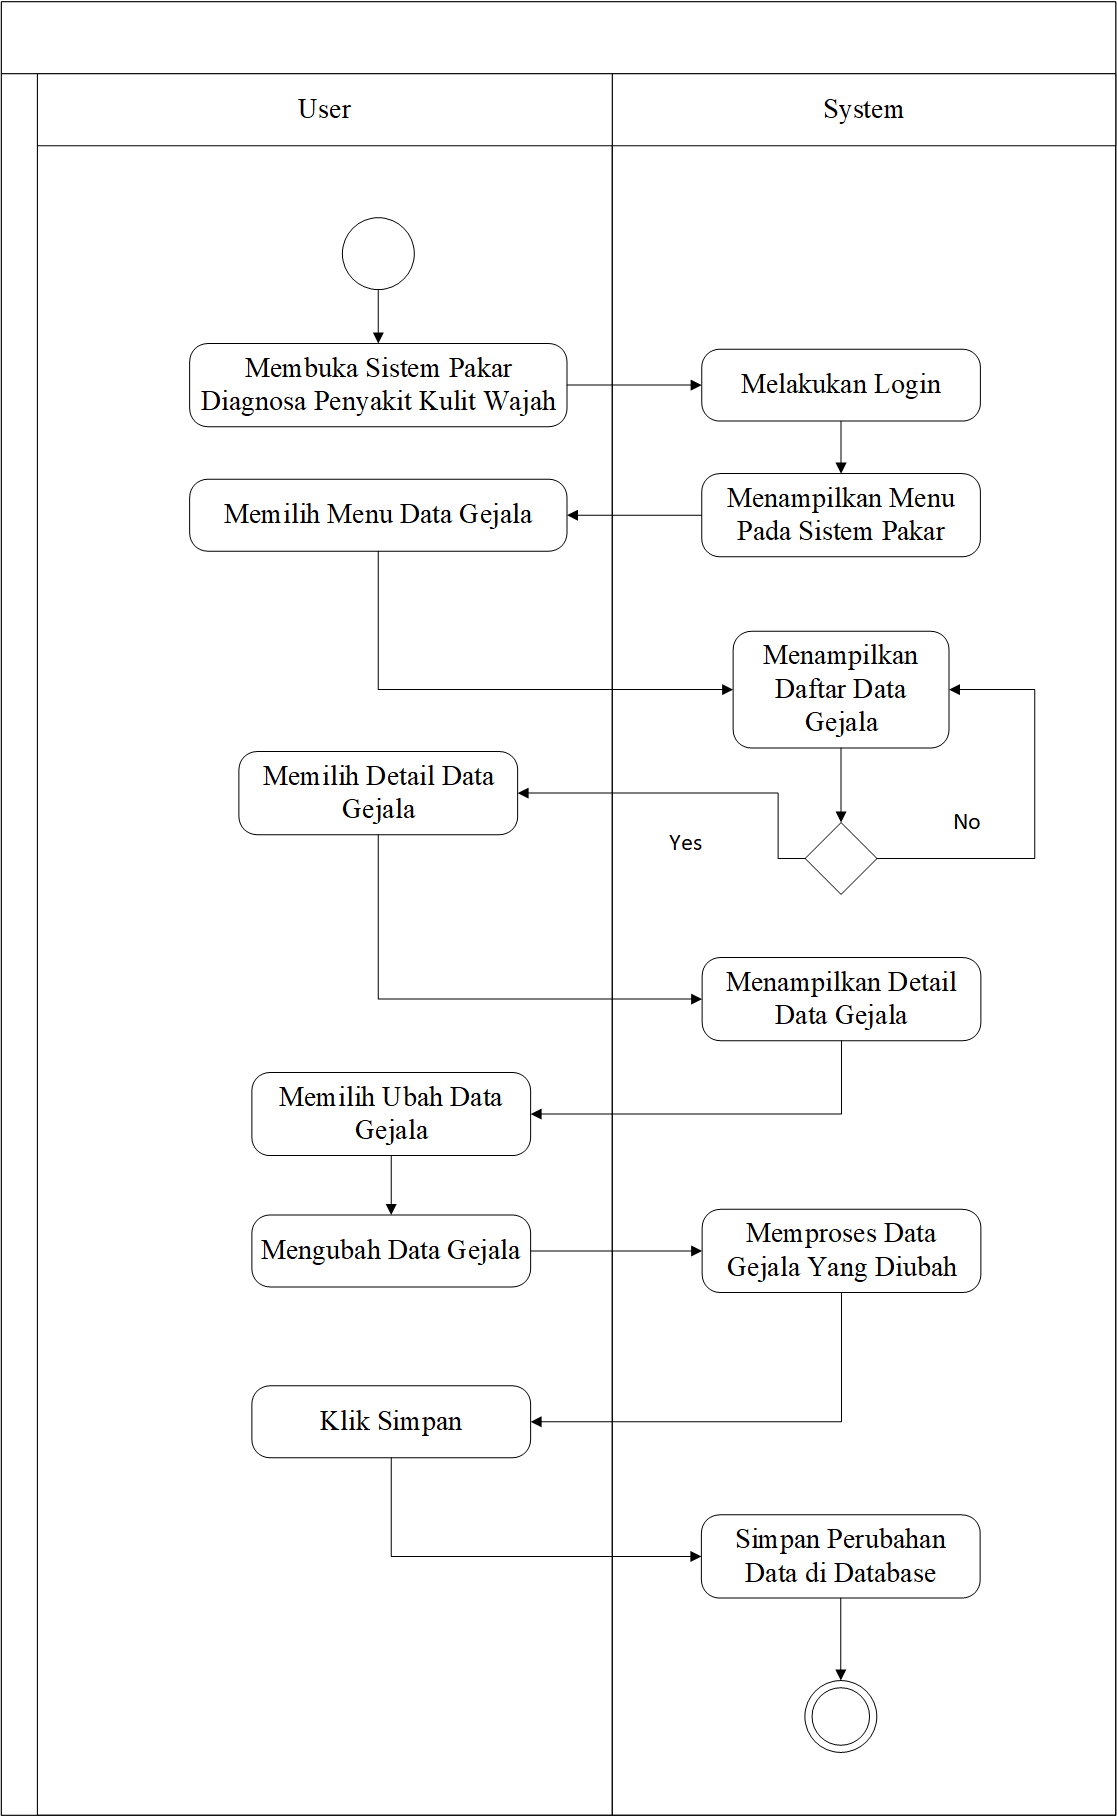 User
System
Membuka Sistem Pakar
Diagnosa Penyakit Kulit Wajah
Melakukan Login
Menampilkan Menu
Pada Sistem Pakar
Memilih Menu Data Gejala
Menampilkan
Daftar Data
Gejala
Memilih Detail Data
Gejala
Yes
No
Menampilkan Detail
Data Gejala
Memilih Ubah Data
Gejala
Mengubah Data Gejala
Memproses Data
Gejala Yang Diubah
Klik Simpan
Simpan Perubahan
Data di Database